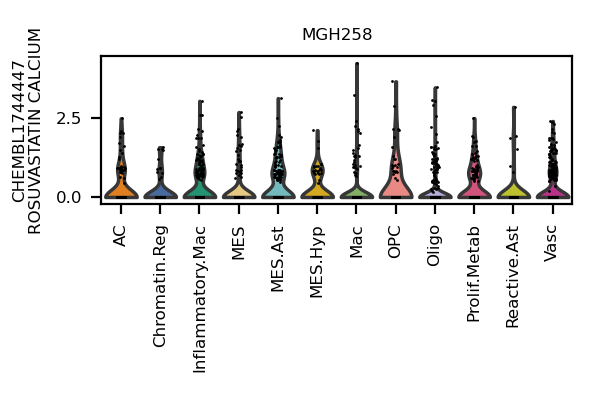 MGH258
CHEMBL1744447
ROSUVASTATIN CALCIUM
2.5
0.0
AC
Chromatin.Reg
Inflammatory.Mac
MES
MES.Ast
MES.Hyp
Mac
OPC
Oligo
Prolif.Metab
Reactive.Ast
Vasc